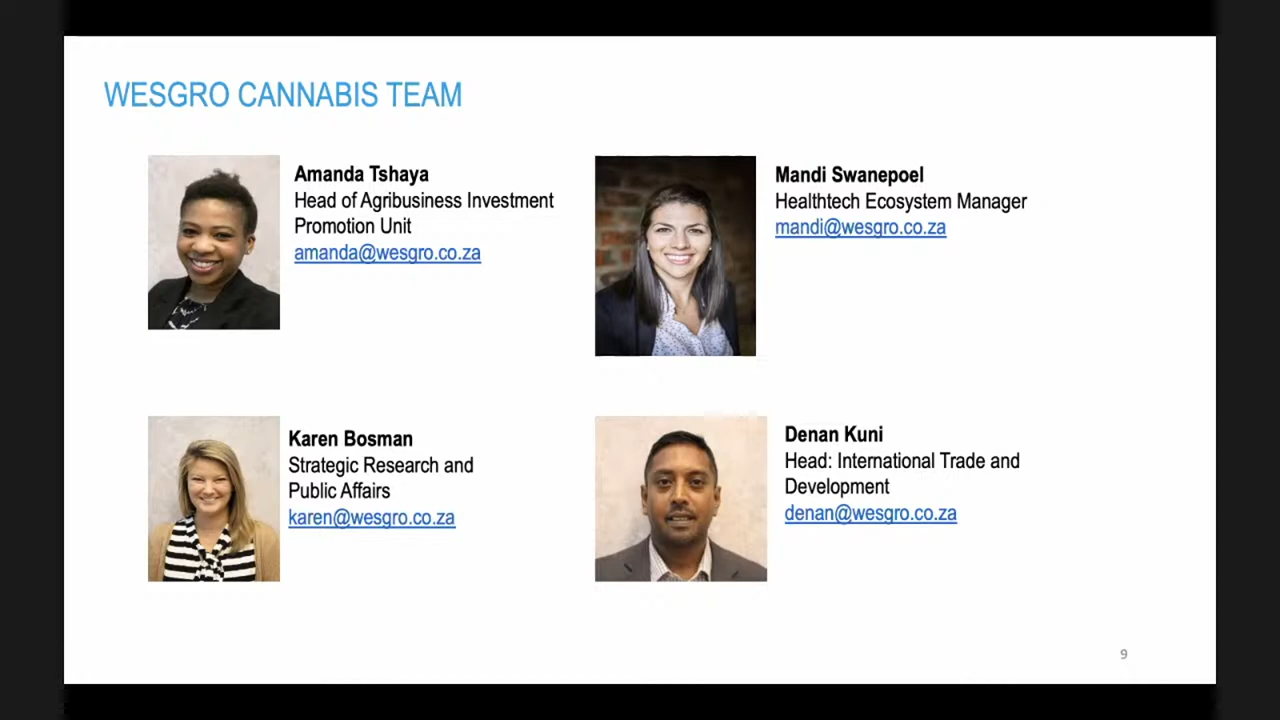 WESGRO CANNABIS TEAM
Amanda Tshaya
Head of Agribusiness Investment
Promotion Unit
amanda@wesgro.co.za
Mandi Swanepoel
Healthtech Ecosystem Manager
mandi@wesgro.co.za
Karen Bosman
Strategic Research and
Public Affairs
karen@wesgro.co.za
Denan Kuni
Head: International Trade and
Development
denan@wesgro.co.za
9